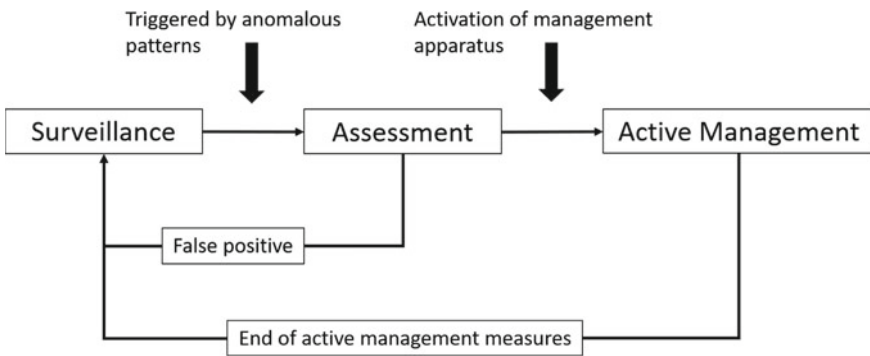 Triggered by anomalous
patterns
Activation of management
apparatus
Surveillance
Assessment
Active Management
False positive
End of active management measures